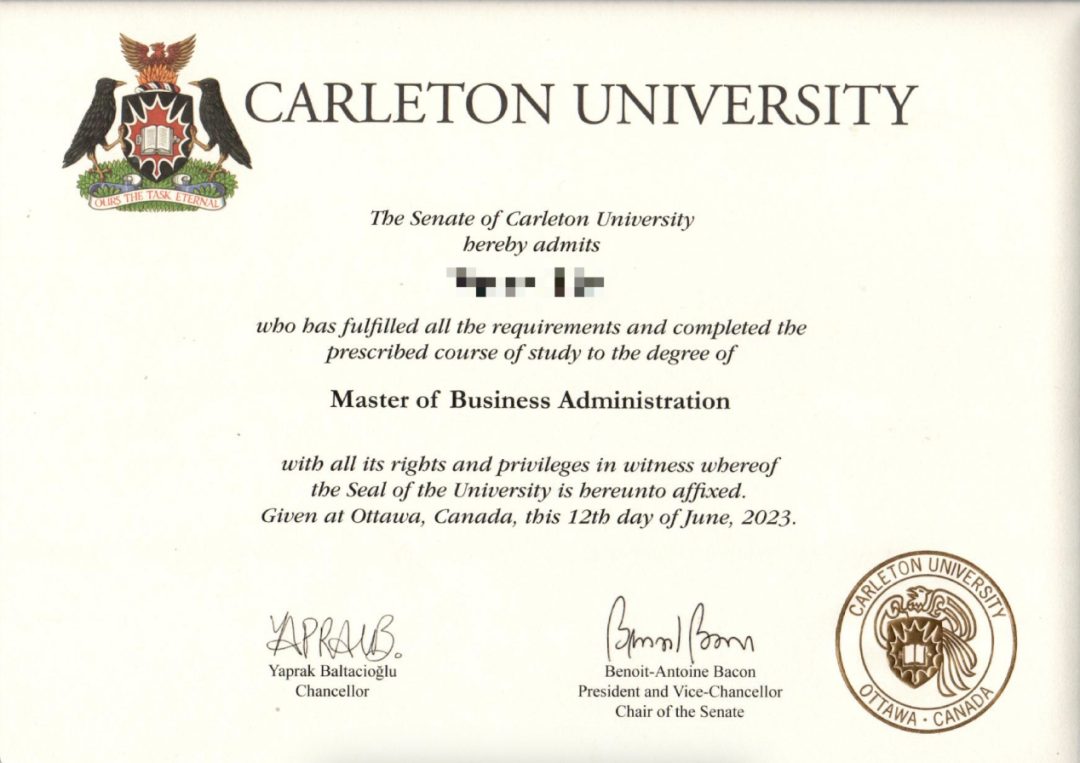 CARLETON UNIVERSITY
OURS THE TASK ETERNAL
The Senate of Carleton University
hereby admits
who has fulfilled all the requirements and completed the
prescribed course of study to the degree of
Master of Business Administration
with all its rights and privileges in witness whereof
the Seal of the University is hereunto affixed.
Given at Ottawa, Canada, this 12th day of June, 2023.
YAPRAK B.
Yaprak Baltacıoğlu
Chancellor
Benoit-Antoine Bacon
President and Vice-Chancellor
Chair of the Senate
CARLETON UNIVERSITY
OTTAWA · CANADA